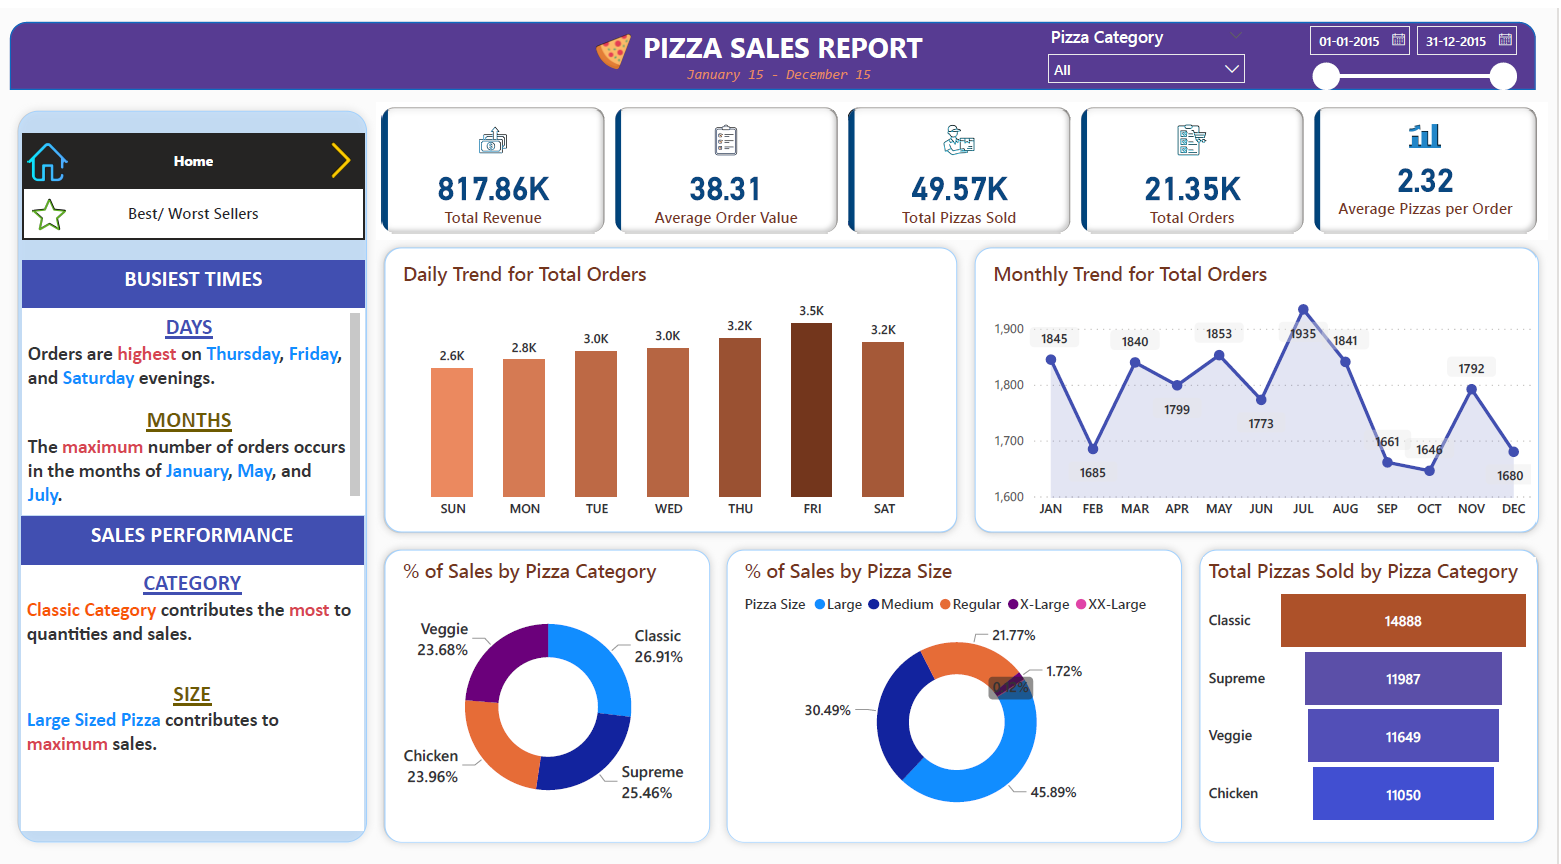 PIZZA SALES REPORT
January 15 - December 15
Pizza Category
All
01-01-2015
31-12-2015
Home
Best/ Worst Sellers
BUSIEST TIMES
DAYS
Orders are highest on Thursday, Friday,
and Saturday evenings.
MONTHS
The maximum number of orders occurs
in the months of January, May, and
July.
SALES PERFORMANCE
CATEGORY
Classic Category contributes the most to
quantities and sales.
SIZE
Large Sized Pizza contributes to
maximum sales.
817.86K
Total Revenue
38.31
Average Order Value
49.57K
Total Pizzas Sold
21.35K
Total Orders
2.32
Average Pizzas per Order
Daily Trend for Total Orders
2.6K
2.8K
3.0K
3.0K
3.2K
3.5K
3.2K
SUN MON TUE WED THU FRI SAT
Monthly Trend for Total Orders
1,900
1,800
1,700
1,600
1845
1685
1840
1799
1853
1773
1935
1841
1661
1646
1792
1680
JAN FEB MAR APR MAY JUN JUL AUG SEP OCT NOV DEC
% of Sales by Pizza Category
Veggie
23.68%
Classic
26.91%
Chicken
23.96%
Supreme
25.46%
% of Sales by Pizza Size
Pizza Size Large Medium Regular X-Large XX-Large
21.77%
1.72%
30.49%
45.89%
Total Pizzas Sold by Pizza Category
Classic 14888
Supreme 11987
Veggie 11649
Chicken 11050